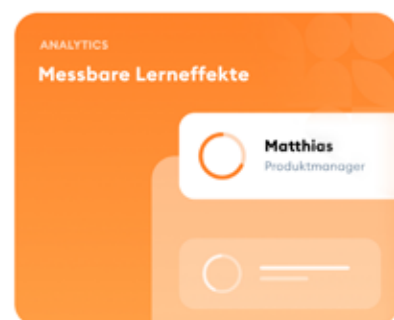 ANALYTICS
Messbare Lerneffekte
Matthias
Produktmanager